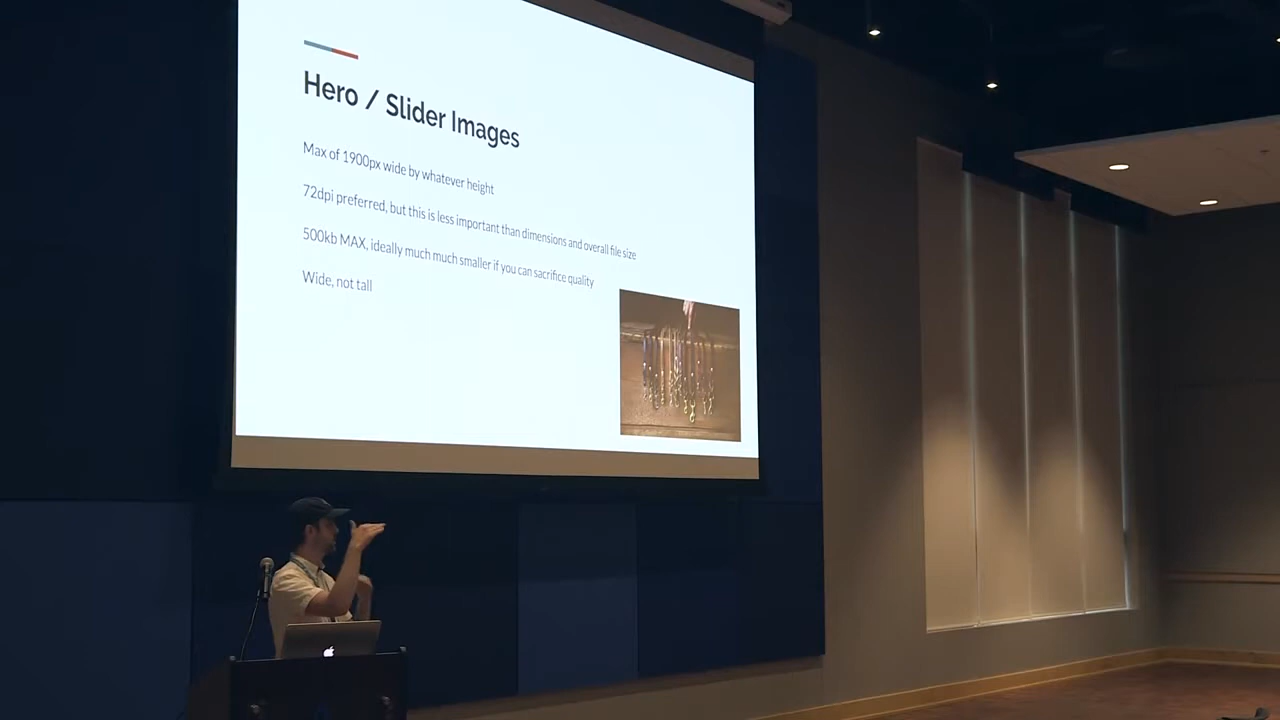 Hero / Slider Images
Max of 1900px wide by whatever height
72dpi preferred, but this is less important than dimensions and overall file size
500kb MAX, ideally much much smaller if you can sacrifice quality
Wide, not tall